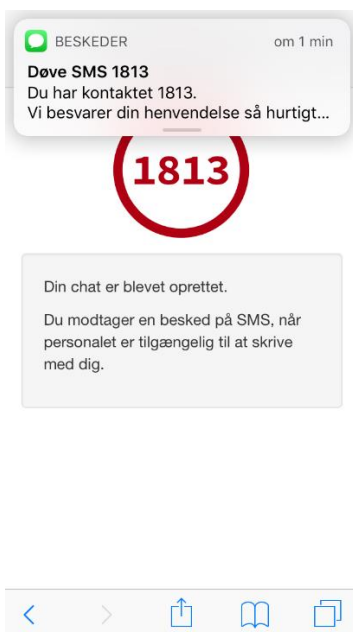 BESKEDER om 1 min
Døve SMS 1813
Du har kontaktet 1813.
Vi besvarer din henvendelse så hurtigt...
1813
Din chat er blevet oprettet.
Du modtager en besked på SMS, når
personalet er tilgængelig til at skrive
med dig.